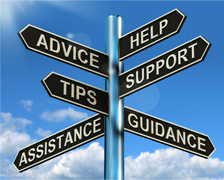 ADVICE
HELP
TIPS
SUPPORT
ASSISTANCE
GUIDANCE